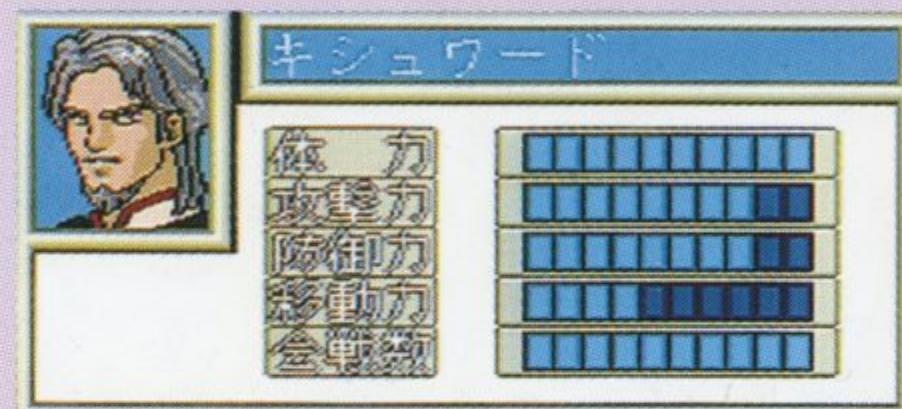 キシュワード
体　力
攻撃力
防御力
移動力
会戦数